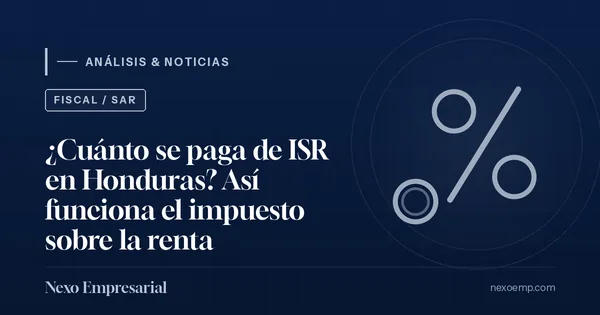 ANÁLISIS & NOTICIAS
FISCAL / SAR
¿Cuánto se paga de ISR
en Honduras? Así
funciona el impuesto
sobre la renta
Nexo Empresarial
nexoemp.com